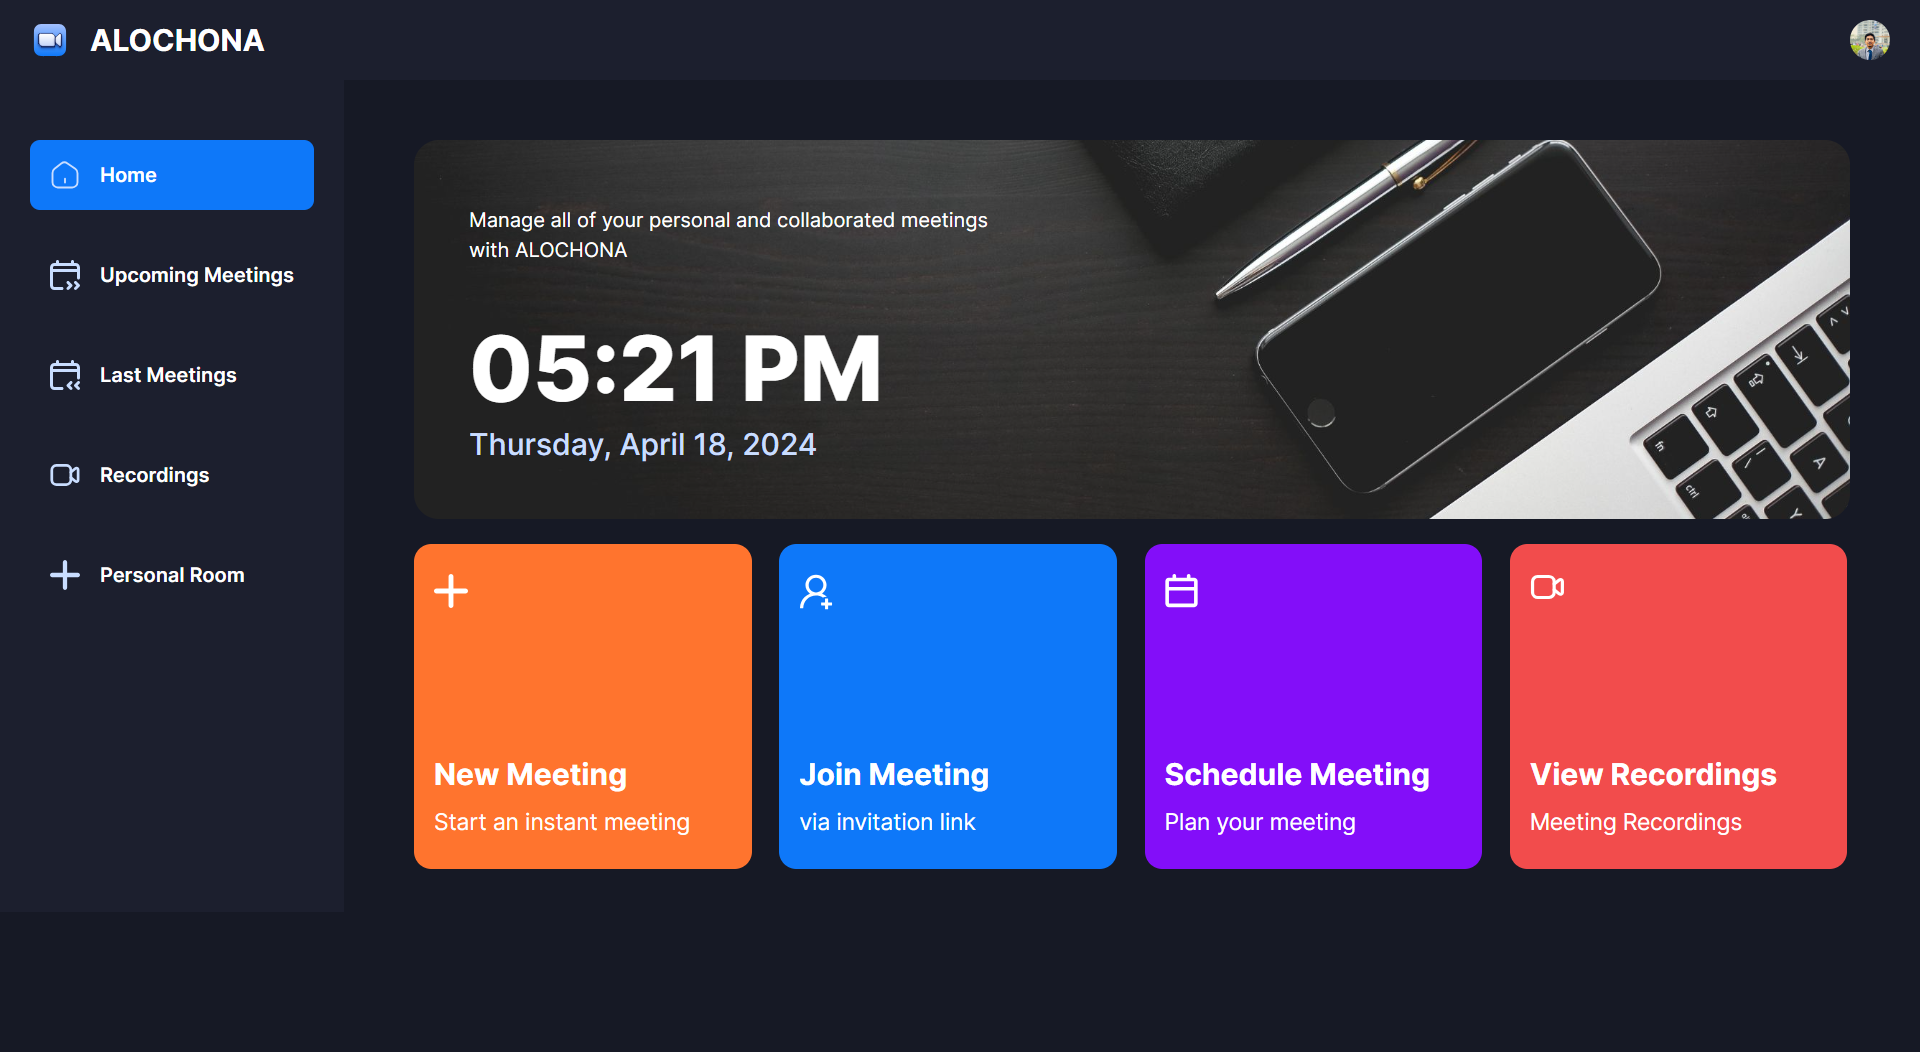 ALOCHONA
Home
Upcoming Meetings
Last Meetings
Recordings
Personal Room
Manage all of your personal and collaborated meetings
with ALOCHONA
05:21 PM
Thursday, April 18, 2024
fn
ctrl
A
Y
New Meeting
Start an instant meeting
Join Meeting
via invitation link
Schedule Meeting
Plan your meeting
View Recordings
Meeting Recordings